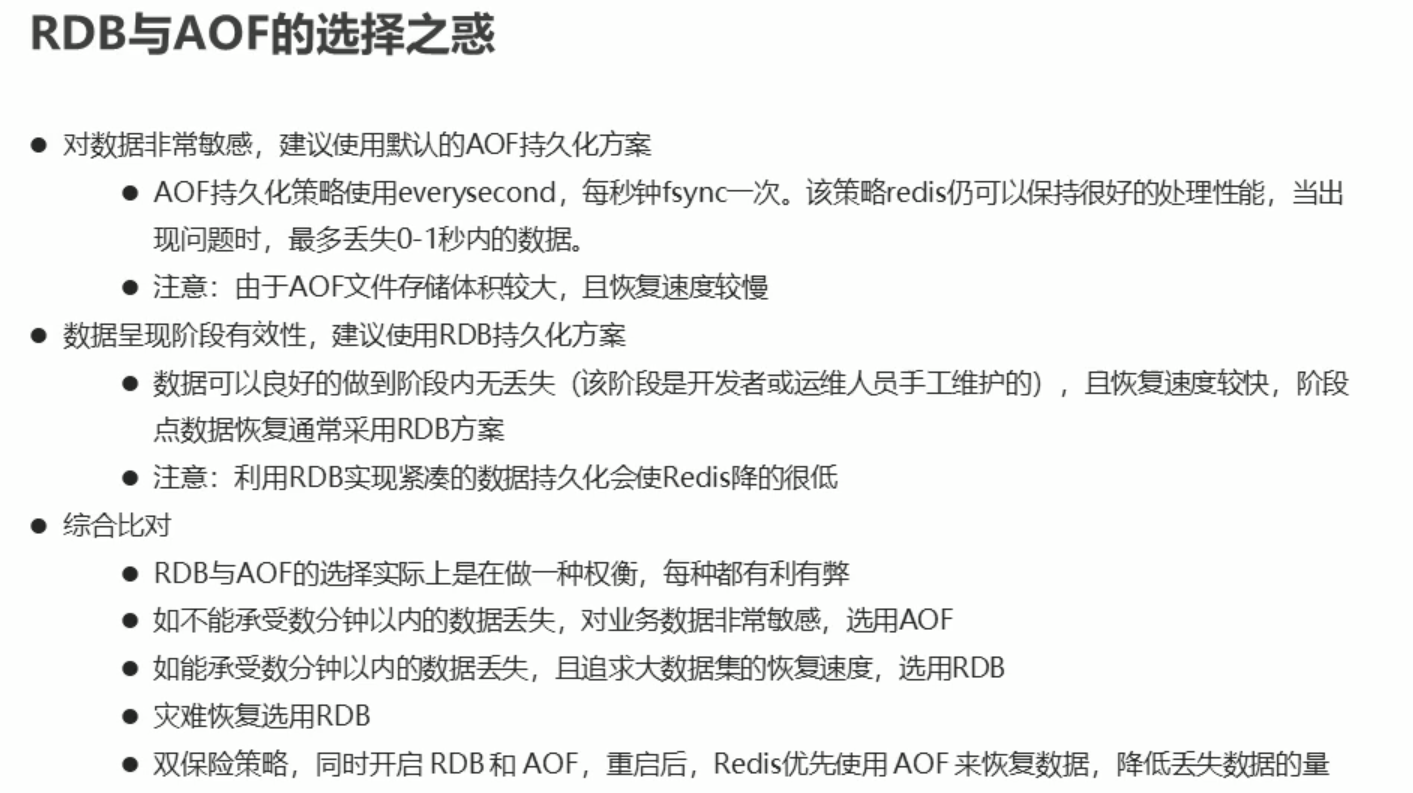 RDB与AOF的选择之惑
● 对数据非常敏感，建议使用默认的AOF持久化方案
● AOF持久化策略使用everysecond，每秒钟fsync一次。该策略redis仍可以保持很好的处理性能，当出
现问题时，最多丢失0-1秒内的数据。
● 注意：由于AOF文件存储体积较大，且恢复速度较慢
● 数据呈现阶段有效性，建议使用RDB持久化方案
● 数据可以良好的做到阶段内无丢失（该阶段是开发者或运维人员手工维护的），且恢复速度较快，阶段
点数据恢复通常采用RDB方案
● 注意：利用RDB实现紧凑的数据持久化会使Redis降的很低
● 综合比对
● RDB与AOF的选择实际上是在做一种权衡，每种都有利有弊
● 如不能承受数分钟以内的数据丢失，对业务数据非常敏感，选用AOF
● 如能承受数分钟以内的数据丢失，且追求大数据集的恢复速度，选用RDB
● 灾难恢复选用RDB
● 双保险策略，同时开启 RDB 和 AOF，重启后，Redis优先使用 AOF 来恢复数据，降低丢失数据的量